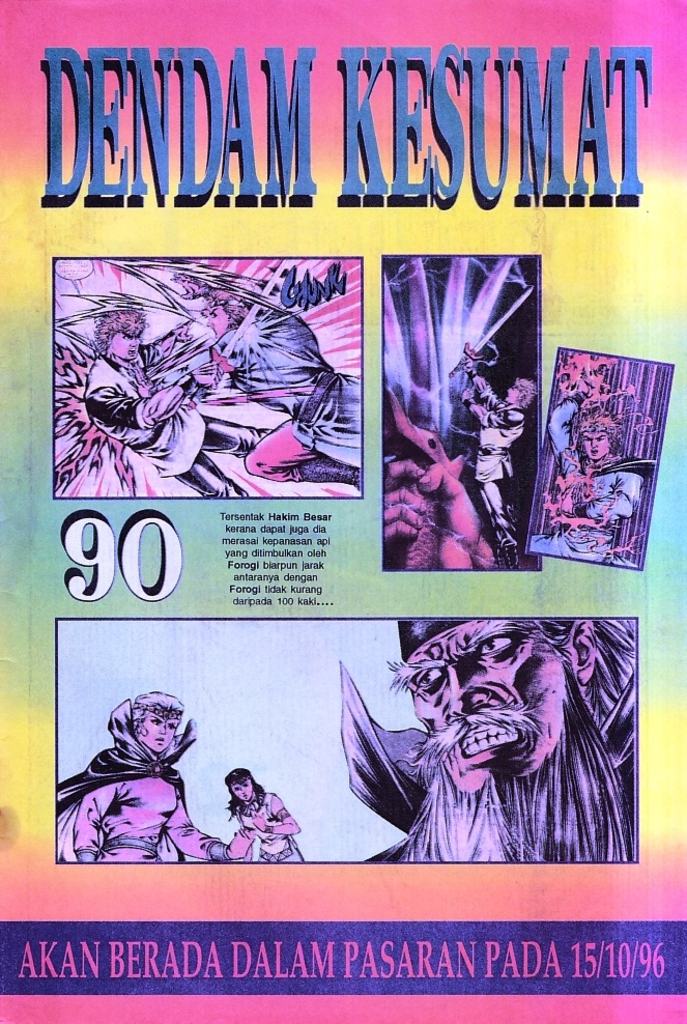 DENDAM KESUMAT
CHUNK
90
Tersentak Hakim Besar
kerana dapat juga dia
merasai kepanasan api
yang ditimbulkan oleh
Forogi biarpun jarak
antaranya dengan
Forogi tidak kurang
daripada 100 kaki....
AKAN BERADA DALAM PASARAN PADA 15/10/96